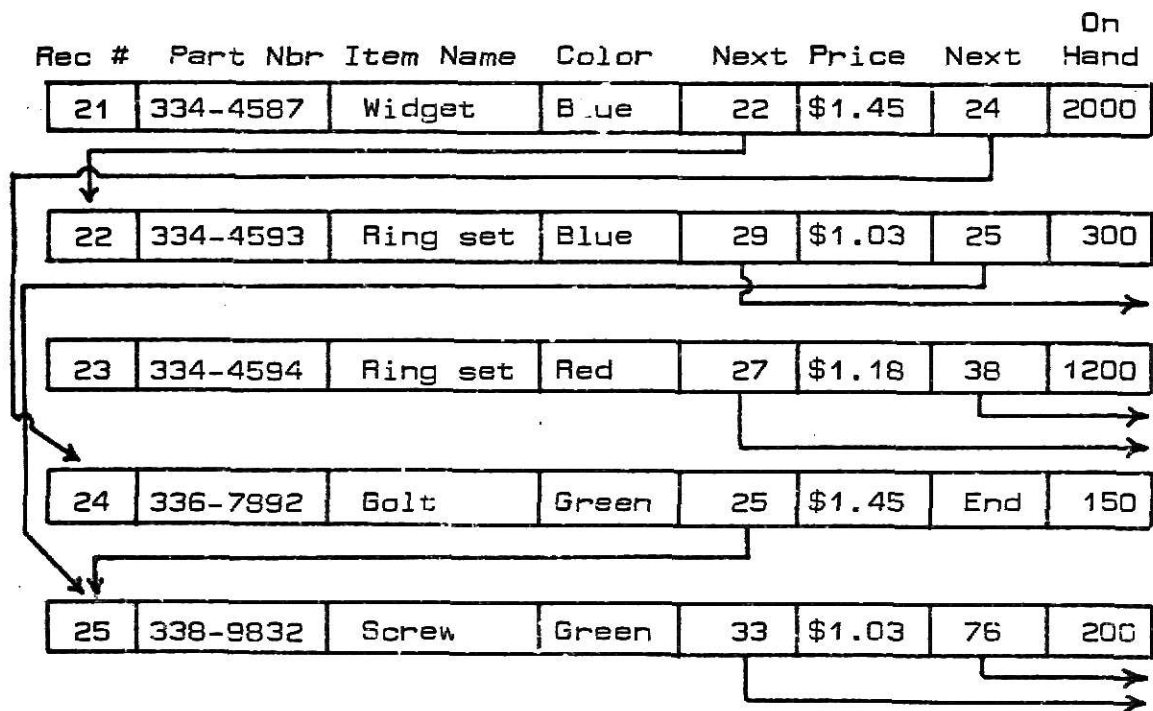 On
Rec # Part Nbr Item Name Color Next Price Next Hand
21 334-4587 Widget Blue 22 $1.45 24 2000
22 334-4593 Ring set Blue 29 $1.03 25 300
23 334-4594 Ring set Red 27 $1.18 38 1200
24 336-7992 Bolt Green 25 $1.45 End 150
25 338-9832 Screw Green 33 $1.03 76 200